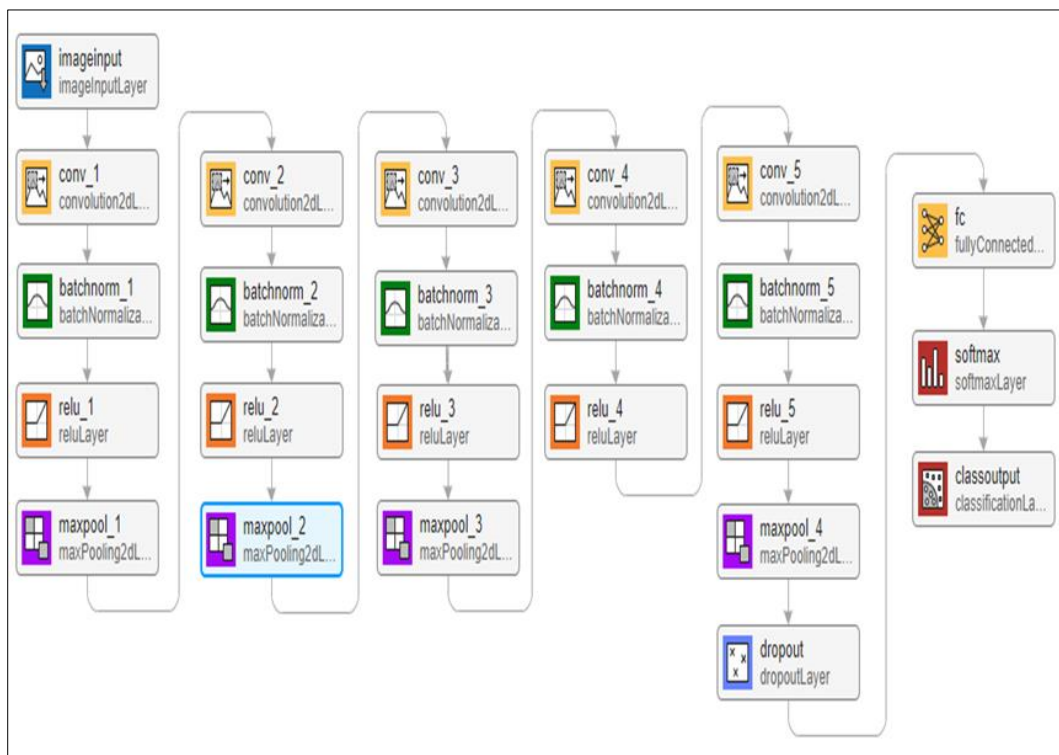 imageinput
imageInputLayer
conv_1
convolution2dL...
batchnorm_1
batchNormaliza...
relu_1
reluLayer
maxpool_1
maxPooling2dL...
conv_2
convolution2dL...
batchnorm_2
batchNormaliza...
relu_2
reluLayer
maxpool_2
maxPooling2dL...
conv_3
convolution2dL...
batchnorm_3
batchNormaliza...
relu_3
reluLayer
maxpool_3
maxPooling2dL...
conv_4
convolution2dL...
batchnorm_4
batchNormaliza...
relu_4
reluLayer
conv_5
convolution2dL...
batchnorm_5
batchNormaliza...
relu_5
reluLayer
maxpool_4
maxPooling2dL...
dropout
dropoutLayer
fc
fullyConnected...
softmax
softmaxLayer
classoutput
classificationLa...